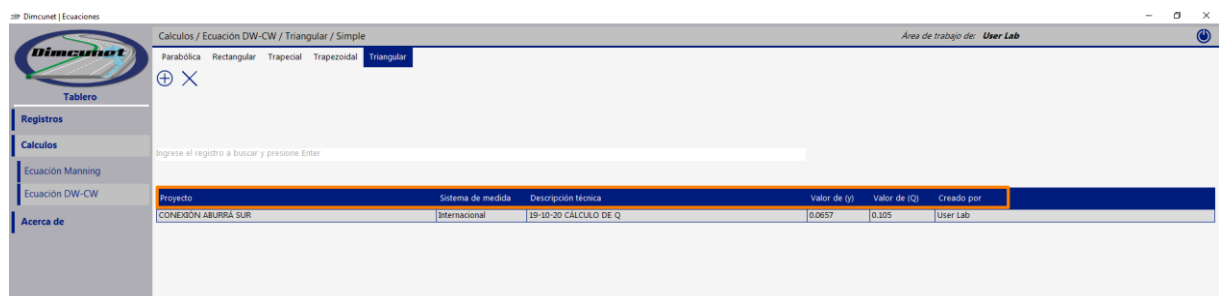 Dimcunet | Ecuaciones
Dimcunet
Tablero
Registros
Calculos
Ecuación Manning
Ecuación DW-CW
Acerca de
Calculos / Ecuación DW-CW / Triangular / Simple
Área de trabajo de: User Lab
Parabólica Rectangular Trapecial Trapezoidal Triangular
Ingrese el registro a buscar y presione Enter
Proyecto Sistema de medida Descripción técnica Valor de (y) Valor de (Q) Creado por
CONEXIÓN ABURRÁ SUR Internacional 19-10-20 CÁLCULO DE Q 0.0657 0.105 User Lab